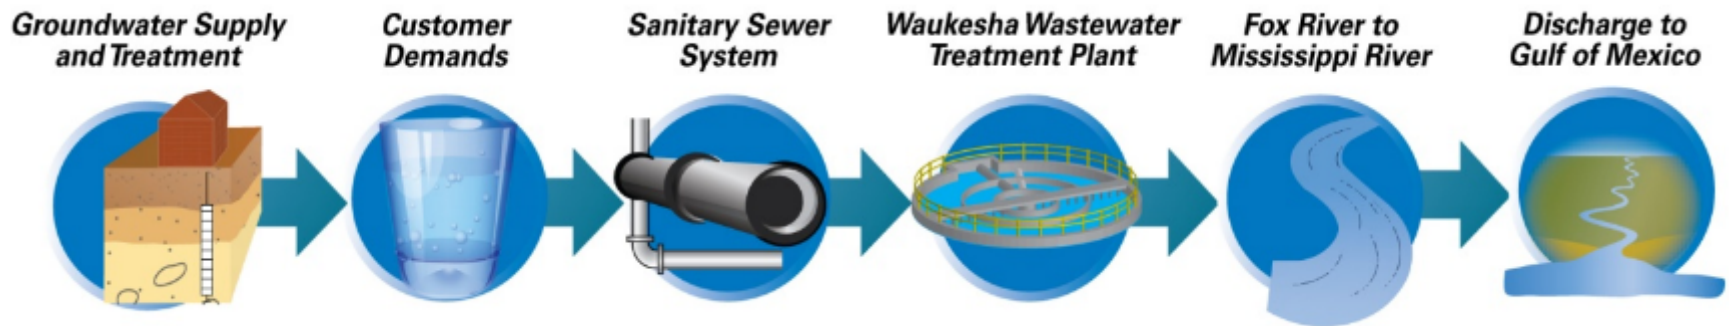 Groundwater Supply
and Treatment
Customer
Demands
Sanitary Sewer
System
Waukesha Wastewater
Treatment Plant
Fox River to
Mississippi River
Discharge to
Gulf of Mexico